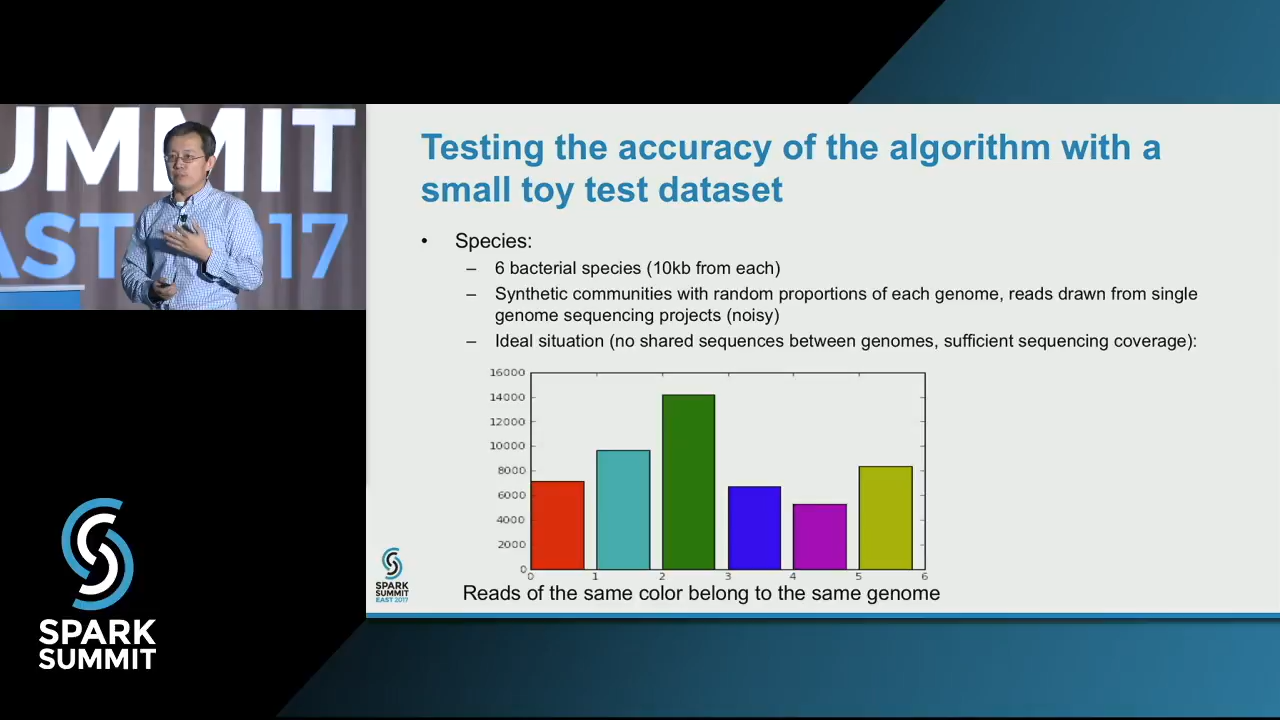 UMMIT
AST 2017
Testing the accuracy of the algorithm with a
small toy test dataset
• Species:
– 6 bacterial species (10kb from each)
– Synthetic communities with random proportions of each genome, reads drawn from single
genome sequencing projects (noisy)
– Ideal situation (no shared sequences between genomes, sufficient sequencing coverage):
16000
14000
12000
10000
8000
6000
4000
2000
0
0 1 2 3 4 5 6
Reads of the same color belong to the same genome
SPARK
SUMMIT
EAST 2017
SPARK
SUMMIT